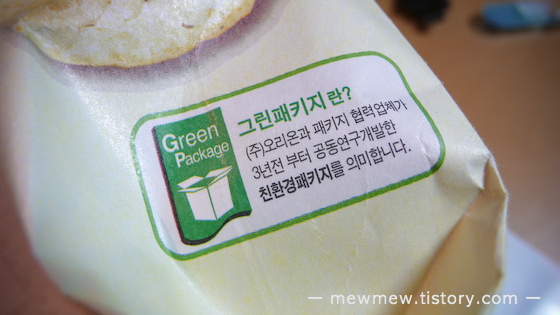 Green
Package
그린패키지란?
(주)오리온과 패키지 협력업체가
3년전 부터 공동연구개발한
친환경패키지를 의미합니다.
— mewmew.tistory.com —